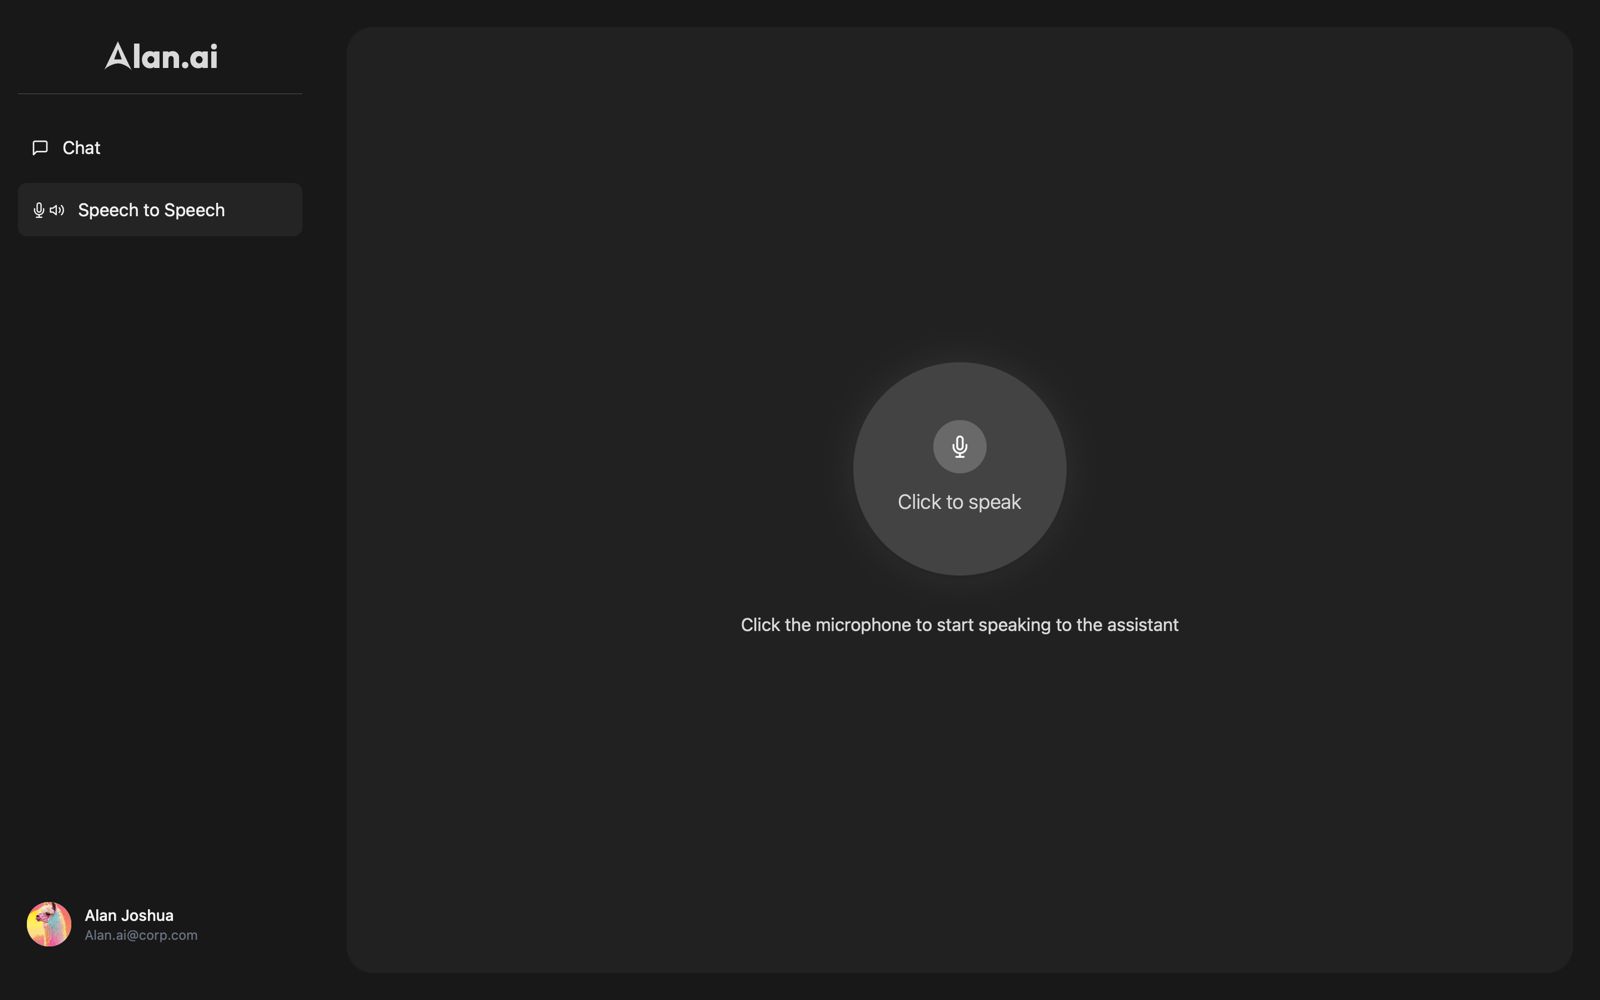 Alan.ai
Chat
Speech to Speech
Click to speak
Click the microphone to start speaking to the assistant
Alan Joshua
Alan.ai@corp.com